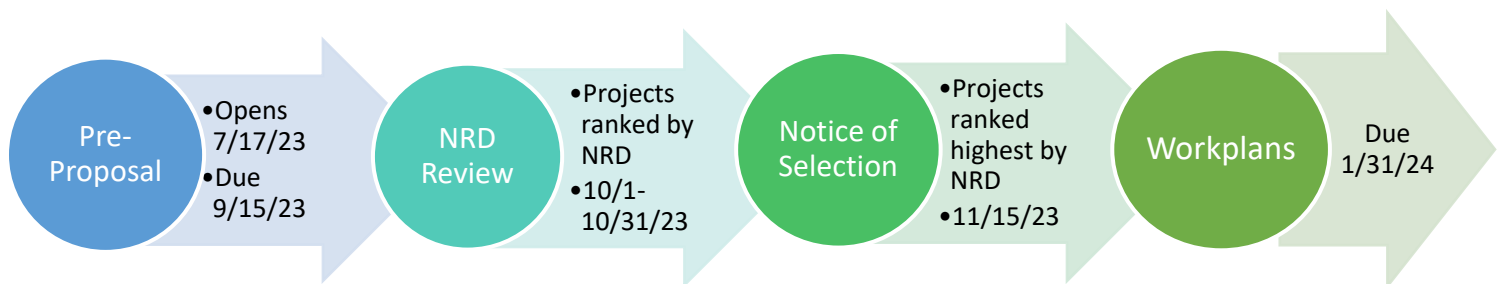 Pre-
Proposal
•Opens
7/17/23
•Due
9/15/23
NRD
Review
•Projects
ranked by
NRD
•10/1-
10/31/23
Notice of
Selection
•Projects
ranked
highest by
NRD
•11/15/23
Workplans
Due
1/31/24